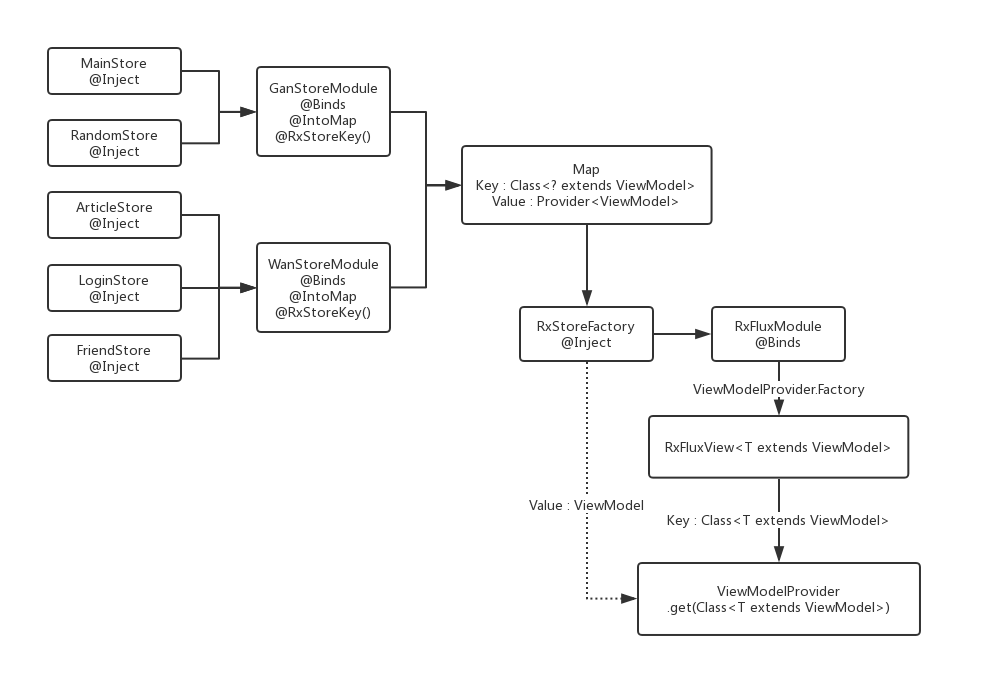 MainStore
@Inject
RandomStore
@Inject
ArticleStore
@Inject
LoginStore
@Inject
FriendStore
@Inject
GanStoreModule
@Binds
@IntoMap
@RxStoreKey()
WanStoreModule
@Binds
@IntoMap
@RxStoreKey()
Map
Key : Class<? extends ViewModel>
Value : Provider<ViewModel>
RxStoreFactory
@Inject
RxFluxModule
@Binds
ViewModelProvider.Factory
RxFluxView<T extends ViewModel>
Value : ViewModel
Key : Class<T extends ViewModel>
ViewModelProvider
.get(Class<T extends ViewModel>)